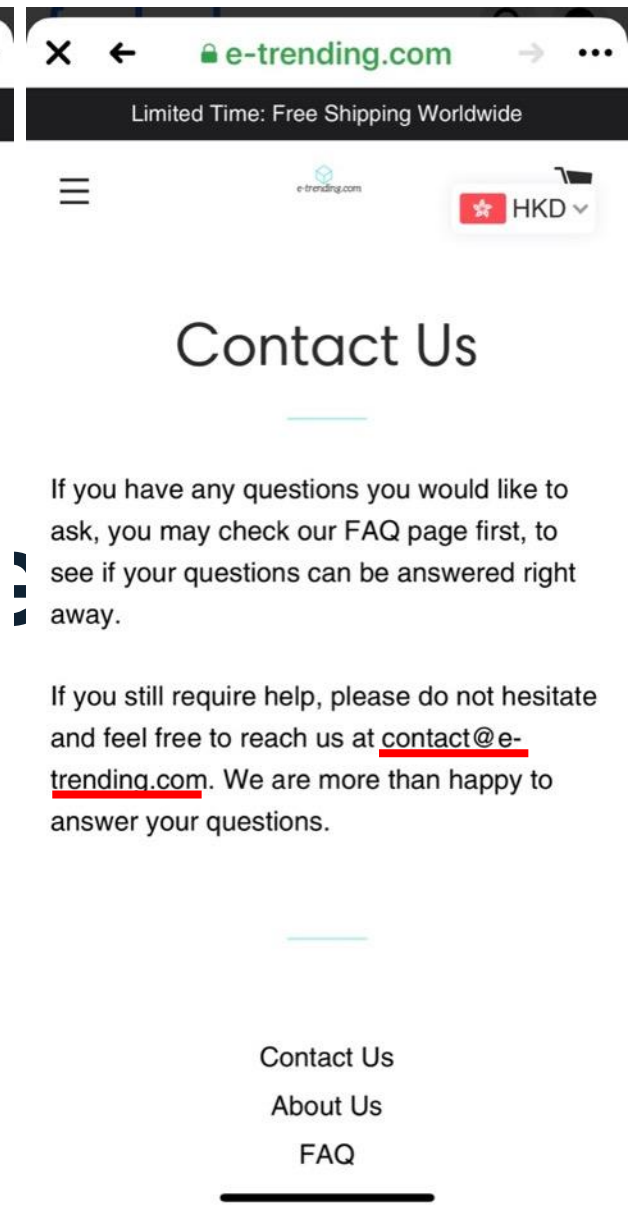 e-trending.com
Limited Time: Free Shipping Worldwide
e-trending.com
HKD
Contact Us
If you have any questions you would like to
ask, you may check our FAQ page first, to
see if your questions can be answered right
away.
If you still require help, please do not hesitate
and feel free to reach us at contact@e-
trending.com. We are more than happy to
answer your questions.
Contact Us
About Us
FAQ